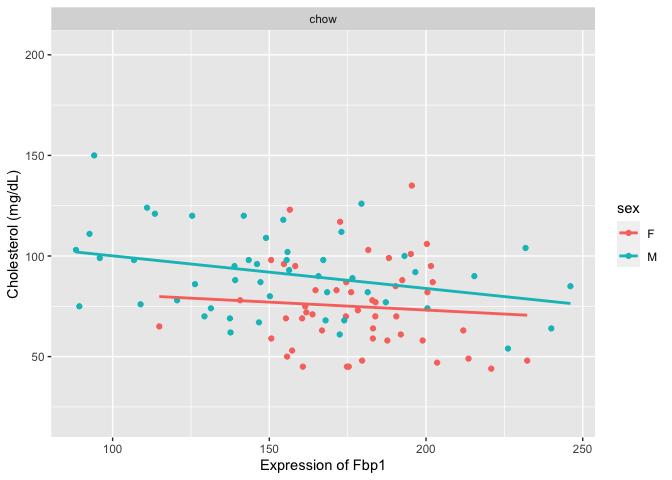 chow
200
150
100
50
Cholesterol (mg/dL)
100 150 200 250
Expression of Fbp1
sex
F
M